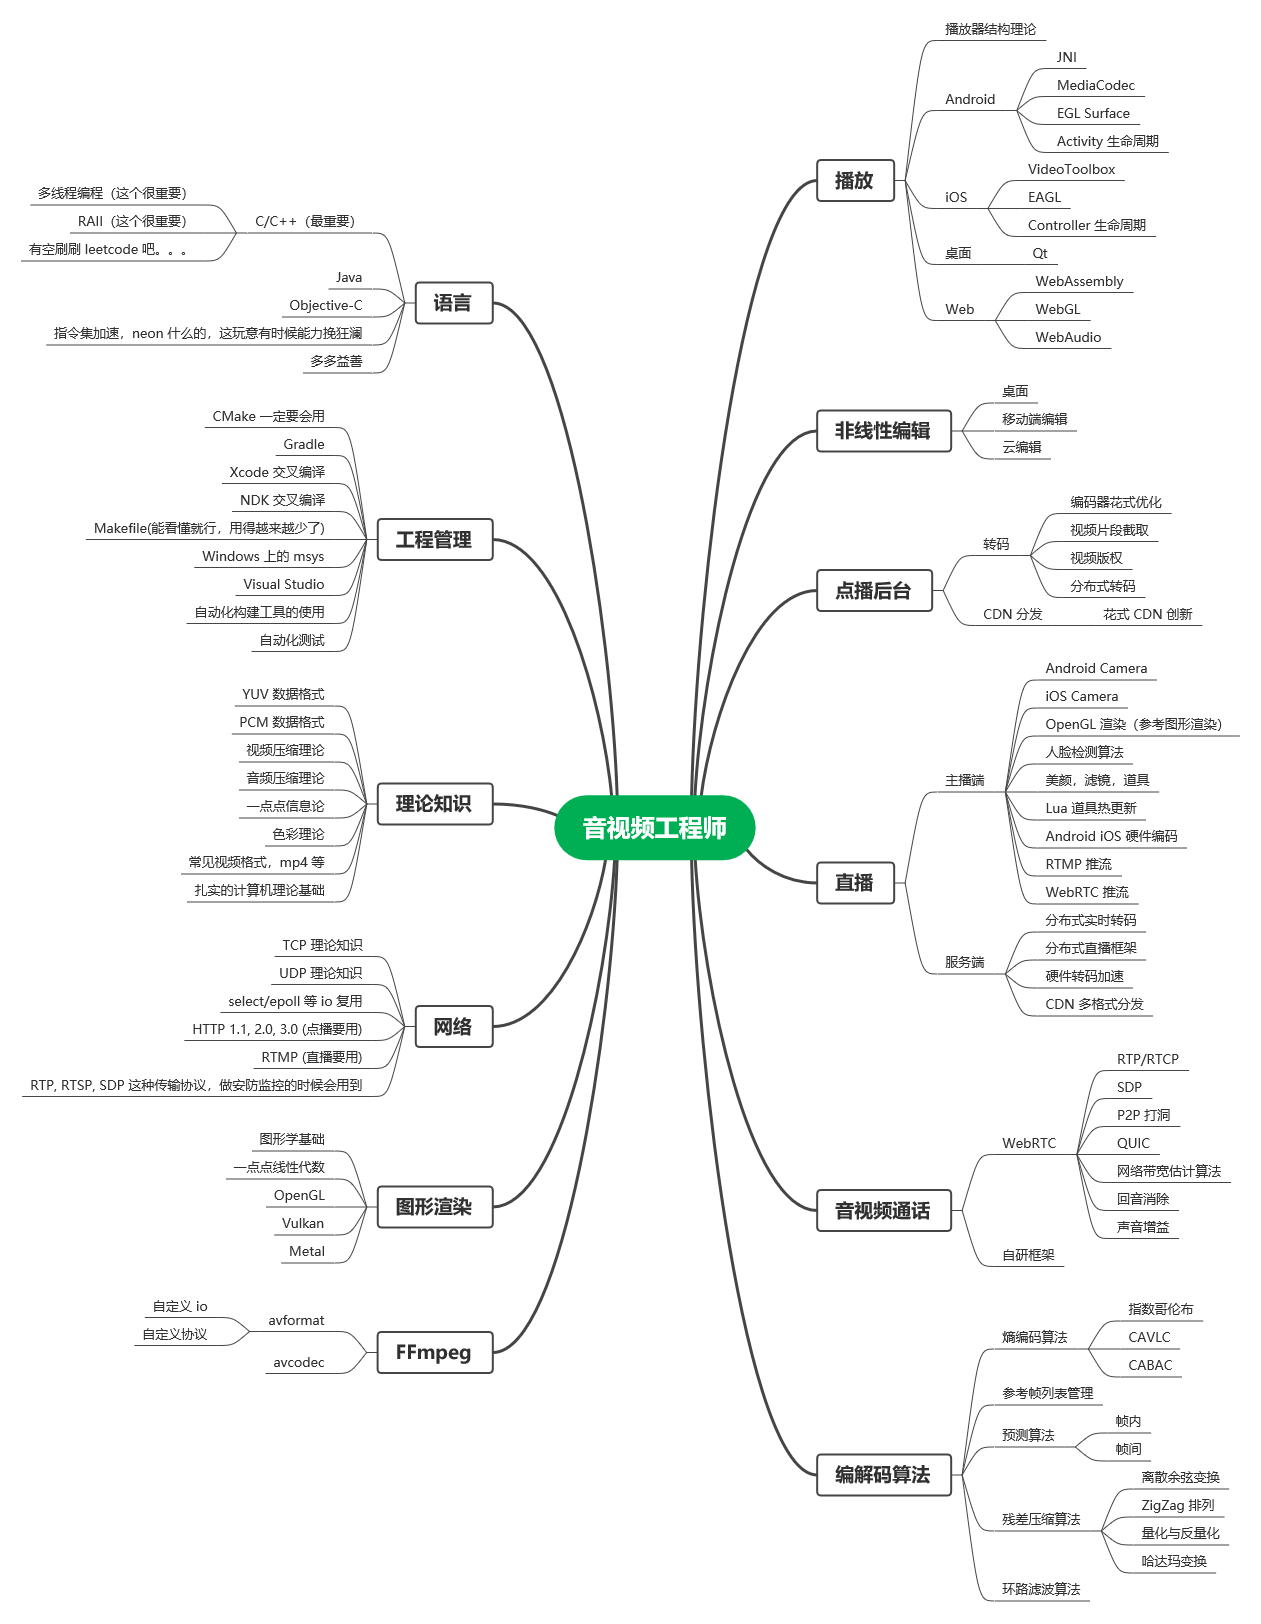 音视频工程师
播放
播放器结构理论
Android
JNI
MediaCodec
EGL Surface
Activity 生命周期
iOS
VideoToolbox
EAGL
Controller 生命周期
桌面
Qt
Web
WebAssembly
WebGL
WebAudio
非线性编辑
桌面
移动端编辑
云编辑
点播后台
转码
编码器花式优化
视频片段截取
视频版权
分布式转码
CDN 分发
花式 CDN 创新
直播
主播端
Android Camera
iOS Camera
OpenGL 渲染（参考图形渲染）
人脸检测算法
美颜，滤镜，道具
Lua 道具热更新
Android iOS 硬件编码
RTMP 推流
WebRTC 推流
服务端
分布式实时转码
分布式直播框架
硬件转码加速
CDN 多格式分发
音视频通话
WebRTC
RTP/RTCP
SDP
P2P 打洞
QUIC
网络带宽估计算法
回音消除
声音增益
自研框架
编解码算法
熵编码算法
指数哥伦布
CAVLC
CABAC
参考帧列表管理
预测算法
帧内
帧间
残差压缩算法
离散余弦变换
ZigZag 排列
量化与反量化
哈达玛变换
环路滤波算法
语言
C/C++（最重要）
多线程编程（这个很重要）
RAII（这个很重要）
有空刷刷 leetcode 吧。。。
Java
Objective-C
指令集加速，neon 什么的，这玩意有时候能力挽狂澜
多多益善
工程管理
CMake 一定要会用
Gradle
Xcode 交叉编译
NDK 交叉编译
Makefile(能看懂就行，用得越来越少了)
Windows 上的 msys
Visual Studio
自动化构建工具的使用
自动化测试
理论知识
YUV 数据格式
PCM 数据格式
视频压缩理论
音频压缩理论
一点点信息论
色彩理论
常见视频格式，mp4 等
扎实的计算机理论基础
网络
TCP 理论知识
UDP 理论知识
select/epoll 等 io 复用
HTTP 1.1, 2.0, 3.0 (点播要用)
RTMP (直播要用)
RTP, RTSP, SDP 这种传输协议，做安防监控的时候会用到
图形渲染
图形学基础
一点点线性代数
OpenGL
Vulkan
Metal
FFmpeg
avformat
自定义 io
自定义协议
avcodec